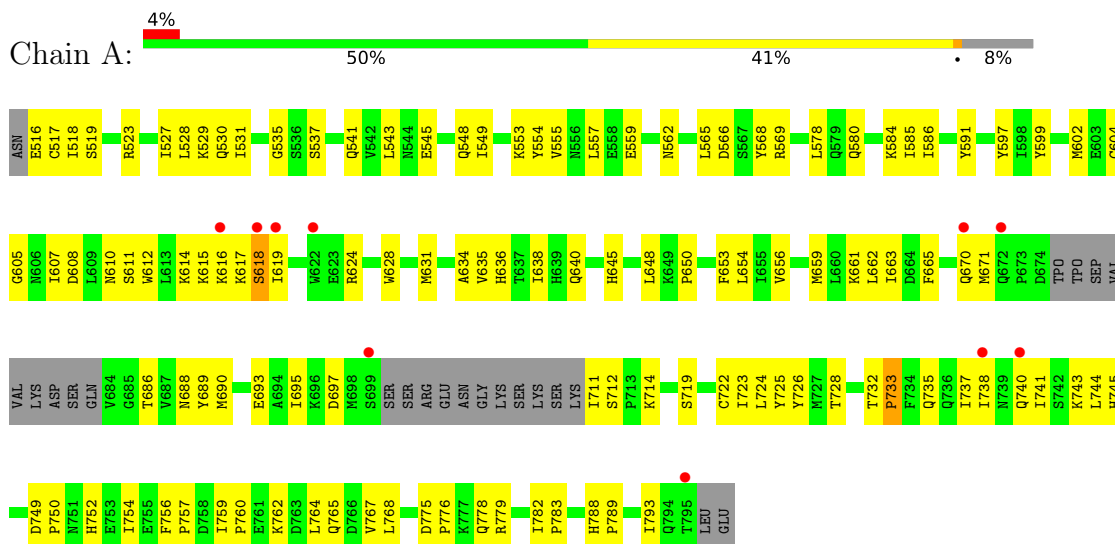 4%
Chain A:
50% 41% • 8%
ASN E516 C517 I518 S519 R523 I527 L528 K529 Q530 I531 G535 S536 S537 Q541 V542 L543 N544 E545 Q548 I549 K553 Y554 V555 N556 L557 E558 E559 N562 L565 D566 S567 Y568 R569 L578 Q579 Q580 K584 I585 I586 Y591 Y597 I598 Y599 M602 E603 C604
G605 N606 I607 D608 L609 N610 S611 W612 L613 K614 K615 K616 K617 S618 I619 W622 E623 R624 W628 M631 A634 V635 H636 T637 I638 H639 Q640 H645 L648 K649 P650 F653 L654 I655 V656 M659 L660 K661 L662 I663 D664 F665 Q670 M671 Q672 P673 D674 TPO TPO SEP VAL
VAL LYS ASP SER GLN V684 G685 T686 V687 N688 Y689 M690 E693 A694 I695 K696 D697 M698 S699 SER SER ARG GLU ASN GLY LYS SER LYS SER LYS I711 S712 P713 K714 S719 C722 I723 L724 Y725 Y726 M727 T728 T732 P733 F734 Q735 Q736 I737 I738 N739 Q740 I741 S742 K743 L744 H745
D749 P750 N751 H752 E753 I754 E755 F756 P757 D758 I759 P760 E761 K762 D763 L764 Q765 D766 V767 L768 D775 P776 K777 Q778 R779 I782 P783 H788 P789 I793 Q794 T795 LEU GLU